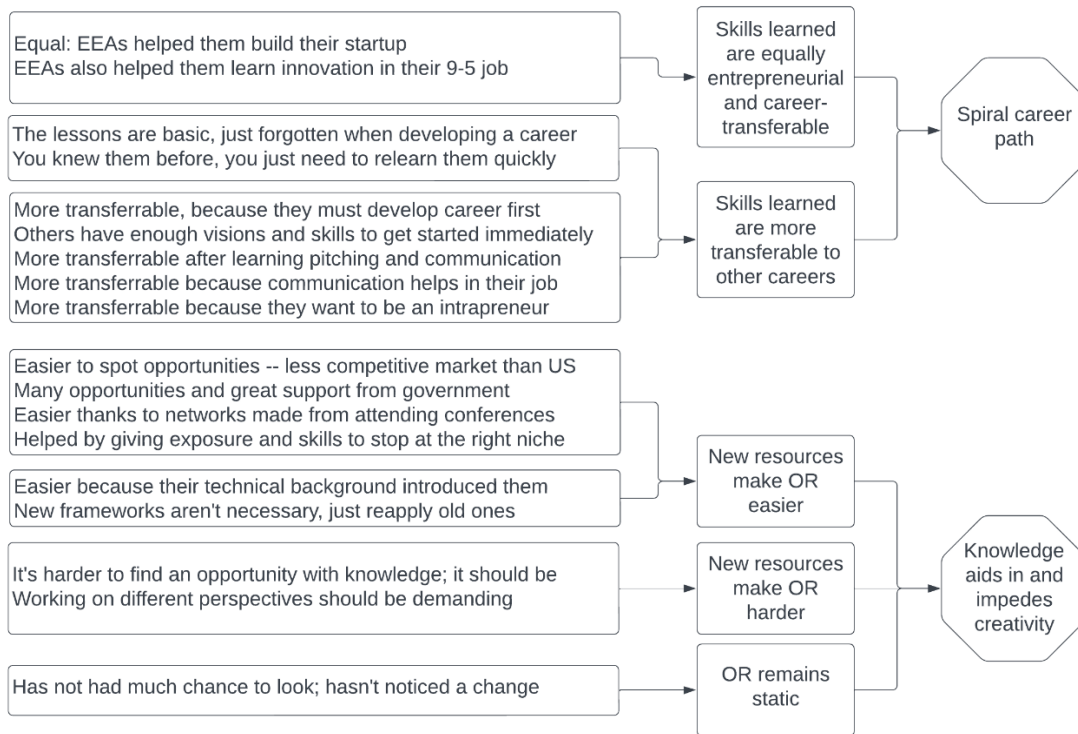 Equal: EEAs helped them build their startup
EEAs also helped them learn innovation in their 9-5 job
The lessons are basic, just forgotten when developing a career
You knew them before, you just need to relearn them quickly
More transferrable, because they must develop career first
Others have enough visions and skills to get started immediately
More transferrable after learning pitching and communication
More transferrable because communication helps in their job
More transferrable because they want to be an intrapreneur
Skills learned
are equally
entrepreneurial
and career-
transferable
Skills learned
are more
transferable to
other careers
Spiral career
path
Easier to spot opportunities -- less competitive market than US
Many opportunities and great support from government
Easier thanks to networks made from attending conferences
Helped by giving exposure and skills to stop at the right niche
Easier because their technical background introduced them
New frameworks aren't necessary, just reapply old ones
It's harder to find an opportunity with knowledge; it should be
Working on different perspectives should be demanding
Has not had much chance to look; hasn't noticed a change
New resources
make OR
easier
New resources
make OR
harder
OR remains
static
Knowledge
aids in and
impedes
creativity